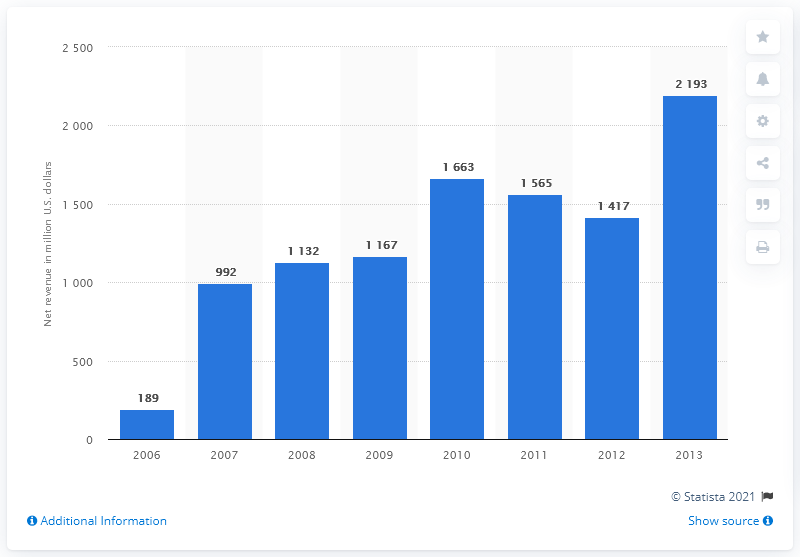 2 500
2 000
1 500
1 000
500
0
Net revenue in million U.S. dollars
189
992
1 132
1 167
1 663
1 565
1 417
2 193
2006 2007 2008 2009 2010 2011 2012 2013
© Statista 2021
Additional Information
Show source